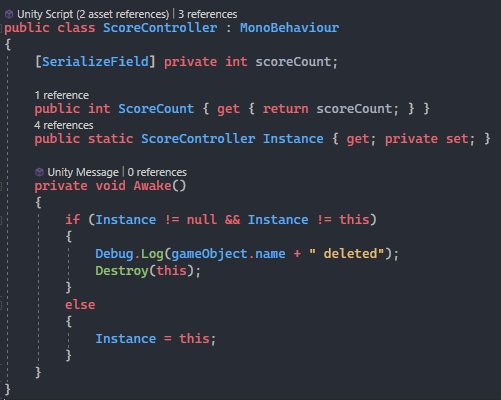 Unity Script (2 asset references) | 3 references
public class ScoreController : MonoBehaviour
{
[SerializeField] private int scoreCount;
1 reference
public int ScoreCount { get { return scoreCount; } }
4 references
public static ScoreController Instance { get; private set; }
Unity Message | 0 references
private void Awake()
{
if (Instance != null && Instance != this)
{
Debug.Log(gameObject.name + " deleted");
Destroy(this);
}
else
{
Instance = this;
}
}
}